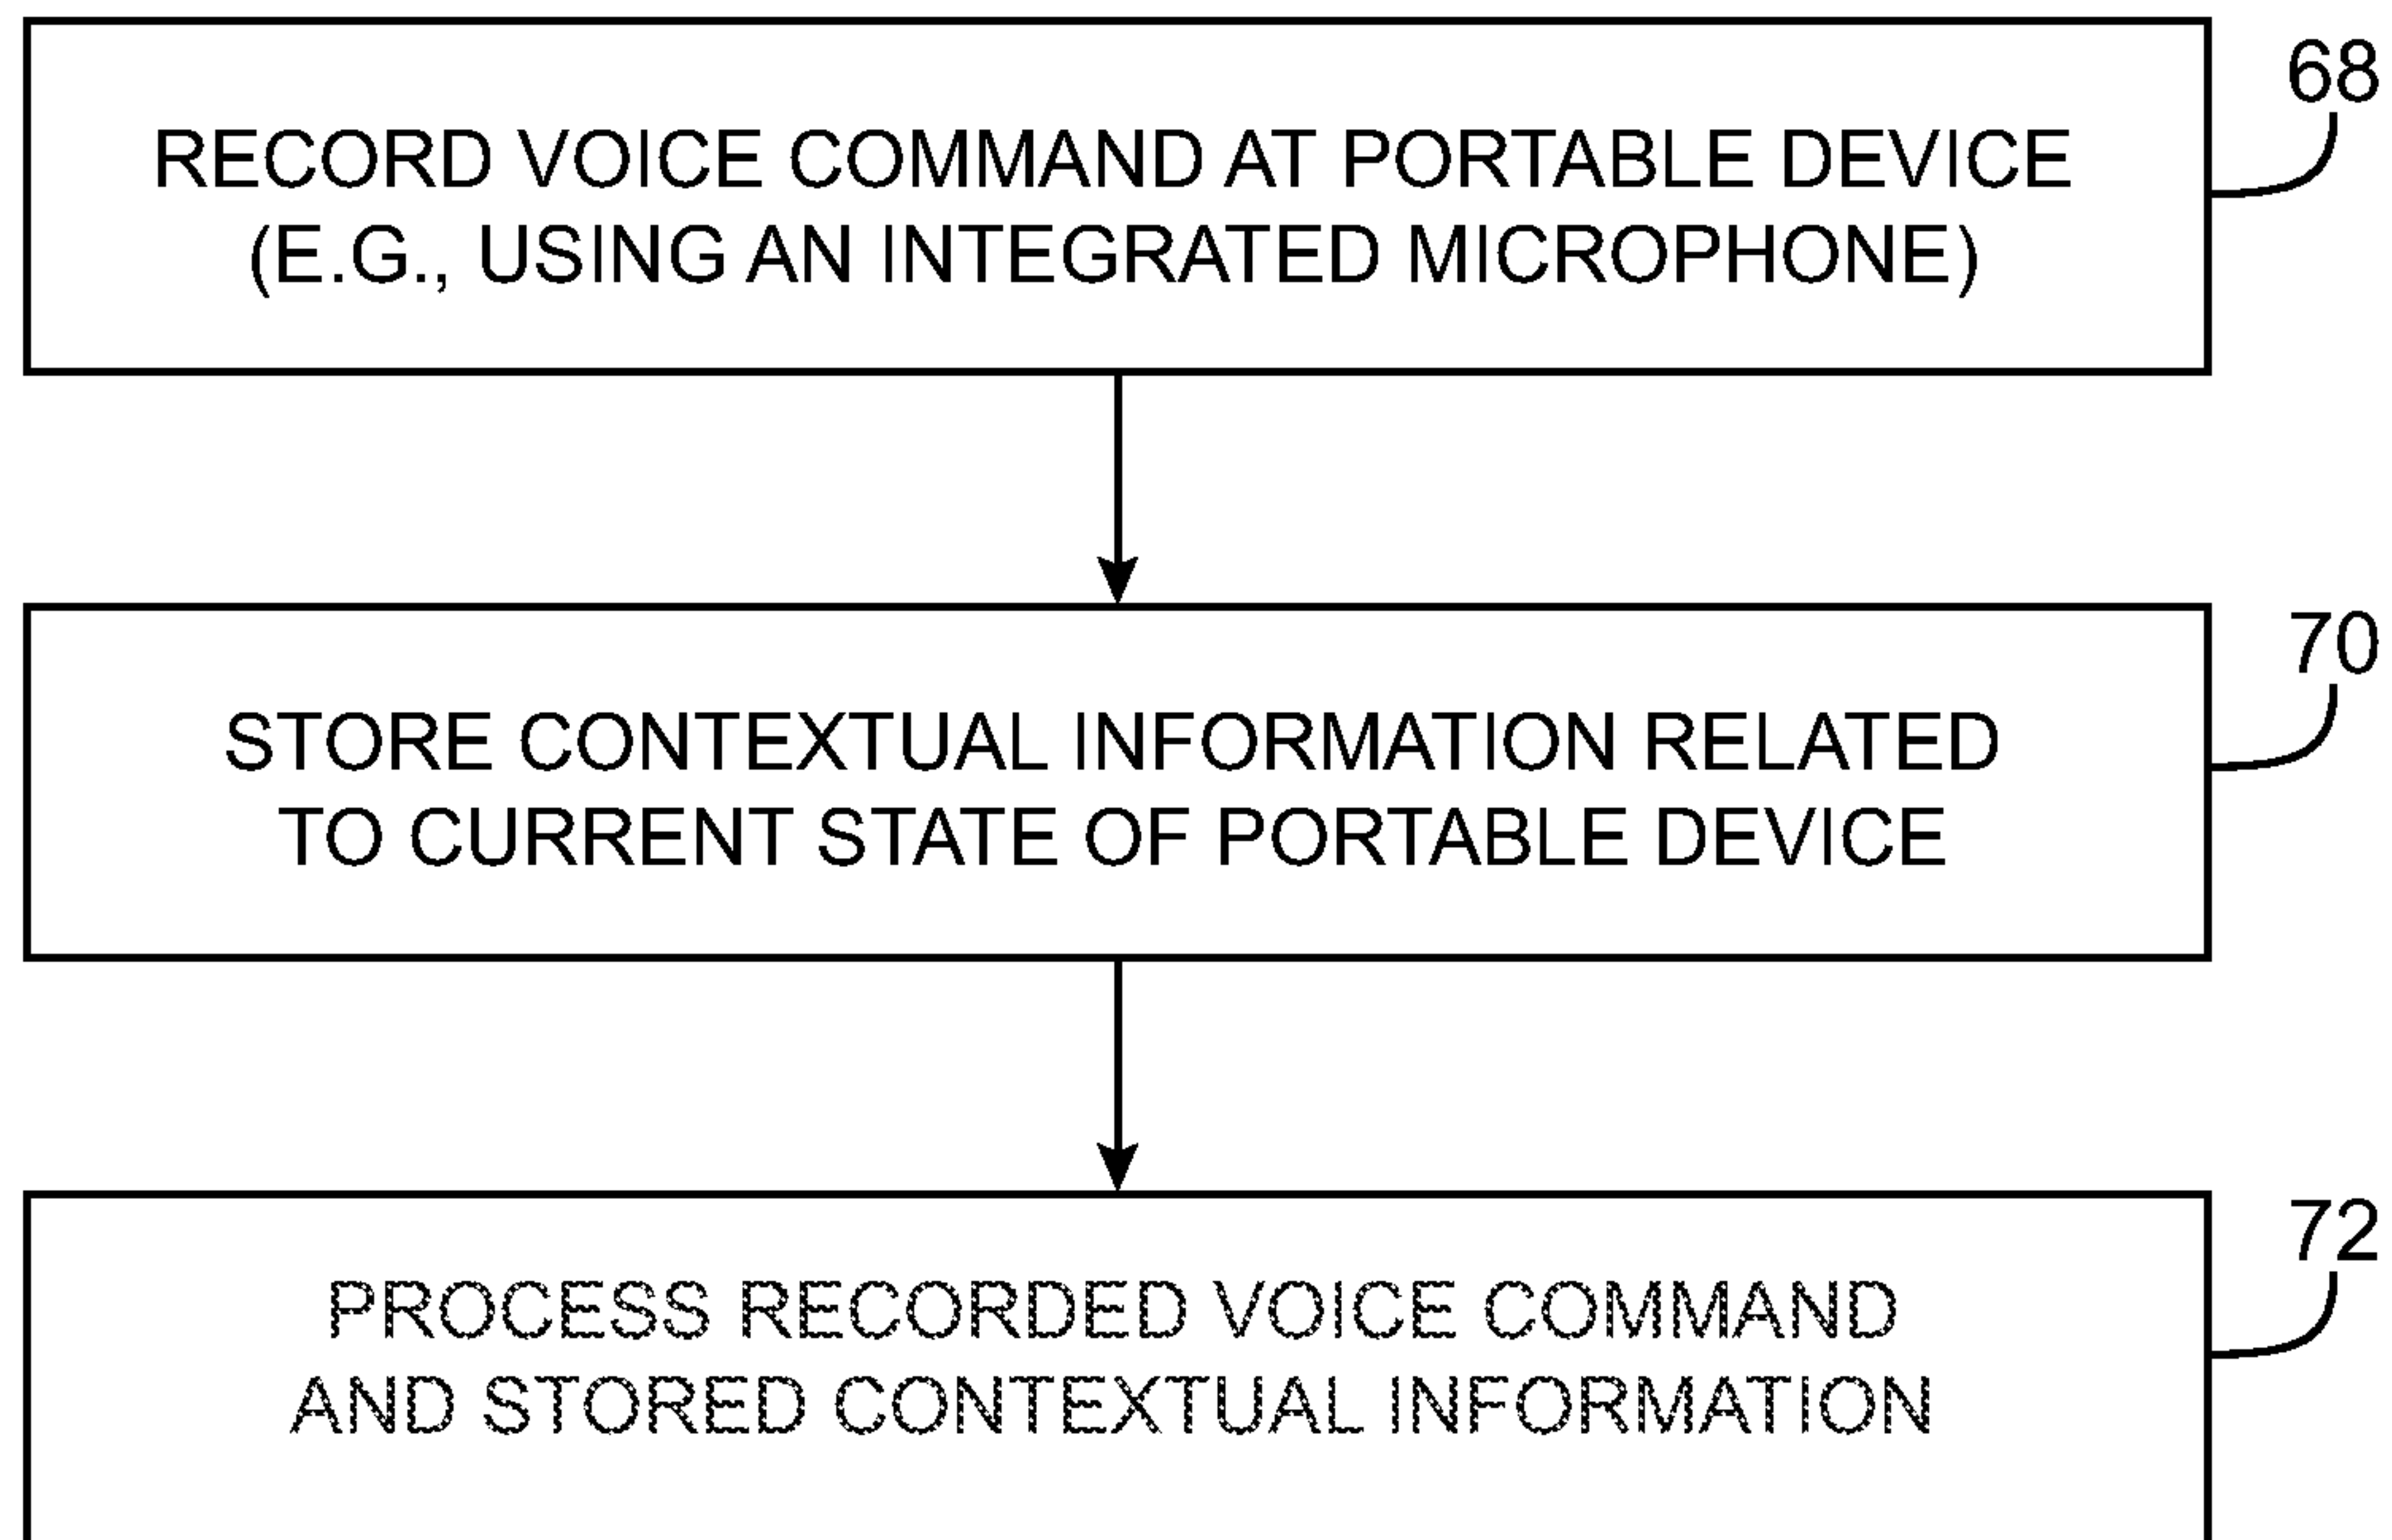 68
RECORD VOICE COMMAND AT PORTABLE DEVICE
(E.G., USING AN INTEGRATED MICROPHONE)
70
STORE CONTEXTUAL INFORMATION RELATED
TO CURRENT STATE OF PORTABLE DEVICE
72
PROCESS RECORDED VOICE COMMAND
AND STORED CONTEXTUAL INFORMATION